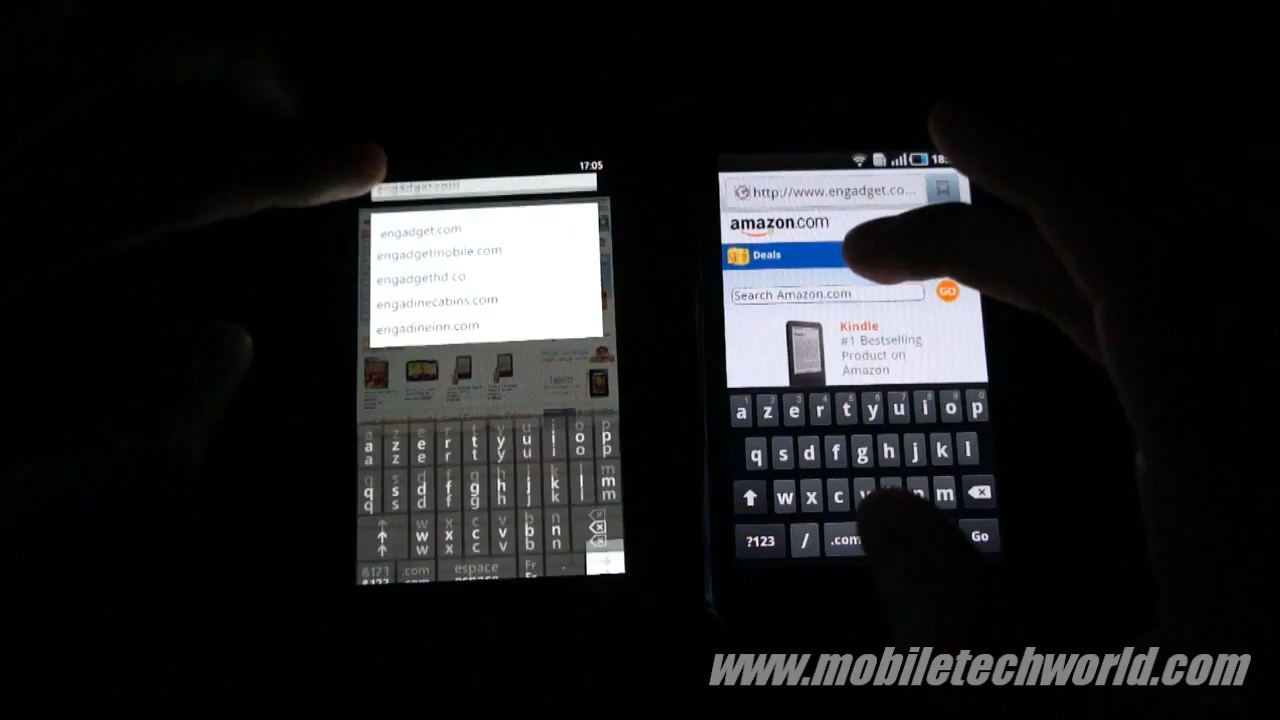 17:05
engadget.com
engadgetmobile.com
engadgethd.co
engadinecabins.com
engadineinn.com
a z e r t y u i o p
q s d f g h j k l m
w x c v b n
&123 .com espace Fr .
18:
http://www.engadget.co...
amazon.com
Deals
Search Amazon.com GO
Kindle
#1 Bestselling
Product on
Amazon
a z e r t y u i o p
q s d f g h j k l
w x c v n m
?123 / .com Go
www.mobiletechworld.com